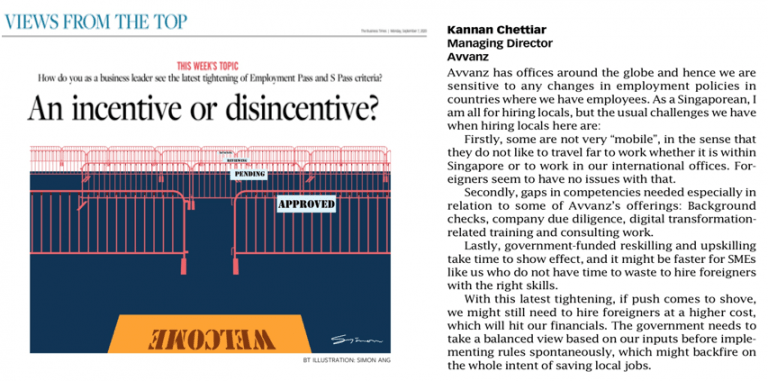 VIEWS FROM THE TOP
The Business Times | Monday, September 7, 2020
THIS WEEK'S TOPIC
How do you as a business leader see the latest tightening of Employment Pass and S Pass criteria?
An incentive or disincentive?
REVIEWING
PENDING
APPROVED
WELCOME
Simon
BT ILLUSTRATION: SIMON ANG
Kannan Chettiar
Managing Director
Avvanz
Avvanz has offices around the globe and hence we are
sensitive to any changes in employment policies in
countries where we have employees. As a Singaporean, I
am all for hiring locals, but the usual challenges we have
when hiring locals here are:
Firstly, some are not very “mobile”, in the sense that
they do not like to travel far to work whether it is within
Singapore or to work in our international offices. For-
eigners seem to have no issues with that.
Secondly, gaps in competencies needed especially in
relation to some of Avvanz’s offerings: Background
checks, company due diligence, digital transformation-
related training and consulting work.
Lastly, government-funded reskilling and upskilling
take time to show effect, and it might be faster for SMEs
like us who do not have time to waste to hire foreigners
with the right skills.
With this latest tightening, if push comes to shove,
we might still need to hire foreigners at a higher cost,
which will hit our financials. The government needs to
take a balanced view based on our inputs before imple-
menting rules spontaneously, which might backfire on
the whole intent of saving local jobs.